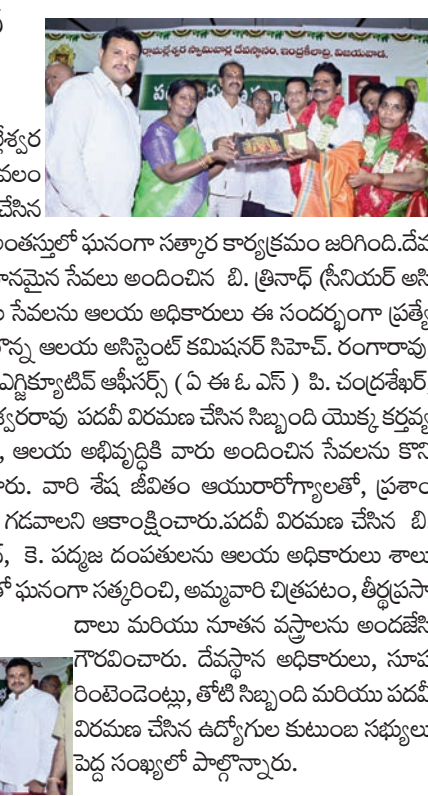 ర్గామల్లేశ్వర స్వామివార్ల దేవస్థానం, ఇంద్రకీలాద్రి, విజయవాడ.
ల్లేశ్వర
వలం
చేసిన
ంతస్తులో ఘనంగా సత్కార కార్యక్రమం జరిగింది.దేవ
ానమైన సేవలు అందించిన బి. త్రినాధ్ (సీనియర్ అసి
సేవలను ఆలయ అధికారులు ఈ సందర్భంగా ప్రత్యే
ొన్న ఆలయ అసిస్టెంట్ కమిషనర్ సిహెచ్. రంగారావు
ఎగ్జిక్యూటివ్ ఆఫీసర్స్ ( ఏ ఈ ఓ ఎస్ ) పి. చంద్రశేఖర్,
శ్వరరావు పదవీ విరమణ చేసిన సిబ్బంది యొక్క కర్తవ్య
, ఆలయ అభివృద్ధికి వారు అందించిన సేవలను కొని
రు. వారి శేష జీవితం ఆయురారోగ్యాలతో, ప్రశాం
గడవాలని ఆకాంక్షించారు.పదవీ విరమణ చేసిన బి
కె. పద్మజ దంపతులను ఆలయ అధికారులు శాలు
తో ఘనంగా సత్కరించి, అమ్మవారి చిత్రపటం, తీర్థప్రసా
దాలు మరియు నూతన వస్త్రాలను అందజేసి
గౌరవించారు. దేవస్థాన అధికారులు, సూప
రింటెండెంట్లు, తోటి సిబ్బంది మరియు పదవీ
విరమణ చేసిన ఉద్యోగుల కుటుంబ సభ్యులు
పెద్ద సంఖ్యలో పాల్గొన్నారు.